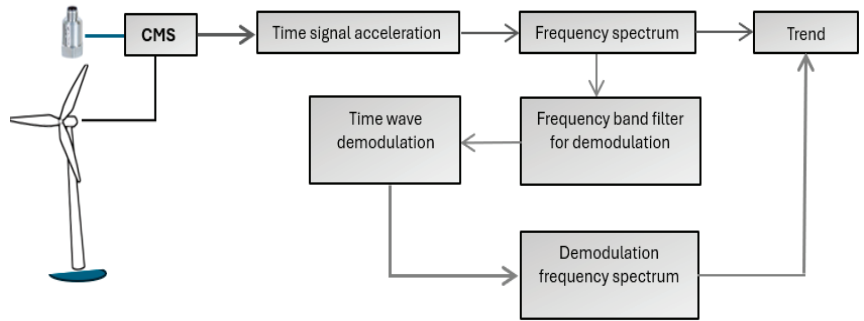 CMS
Time signal acceleration
Frequency spectrum
Trend
Time wave
demodulation
Frequency band filter
for demodulation
Demodulation
frequency spectrum